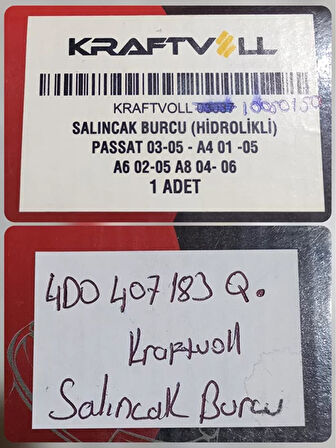 KRAFTVOLL
KRAFTVOLL 03037
SALINCAK BURCU (HİDROLİKLİ)
PASSAT 03-05 - A4 01 -05
A6 02-05 A8 04- 06
1 ADET
4D0 407 183 Q.
Kraftvoll
Salıncak Burcu